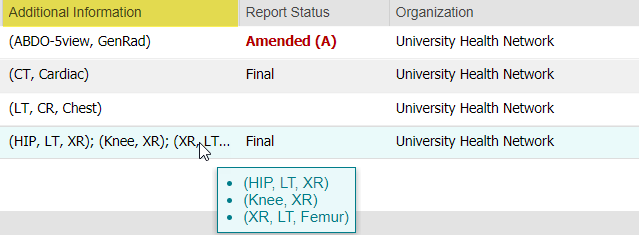 Additional Information Report Status Organization
(ABDO-5view, GenRad) Amended (A) University Health Network
(CT, Cardiac) Final University Health Network
(LT, CR, Chest) University Health Network
(HIP, LT, XR); (Knee, XR); (XR, LT... Final University Health Network
• (HIP, LT, XR)
• (Knee, XR)
• (XR, LT, Femur)